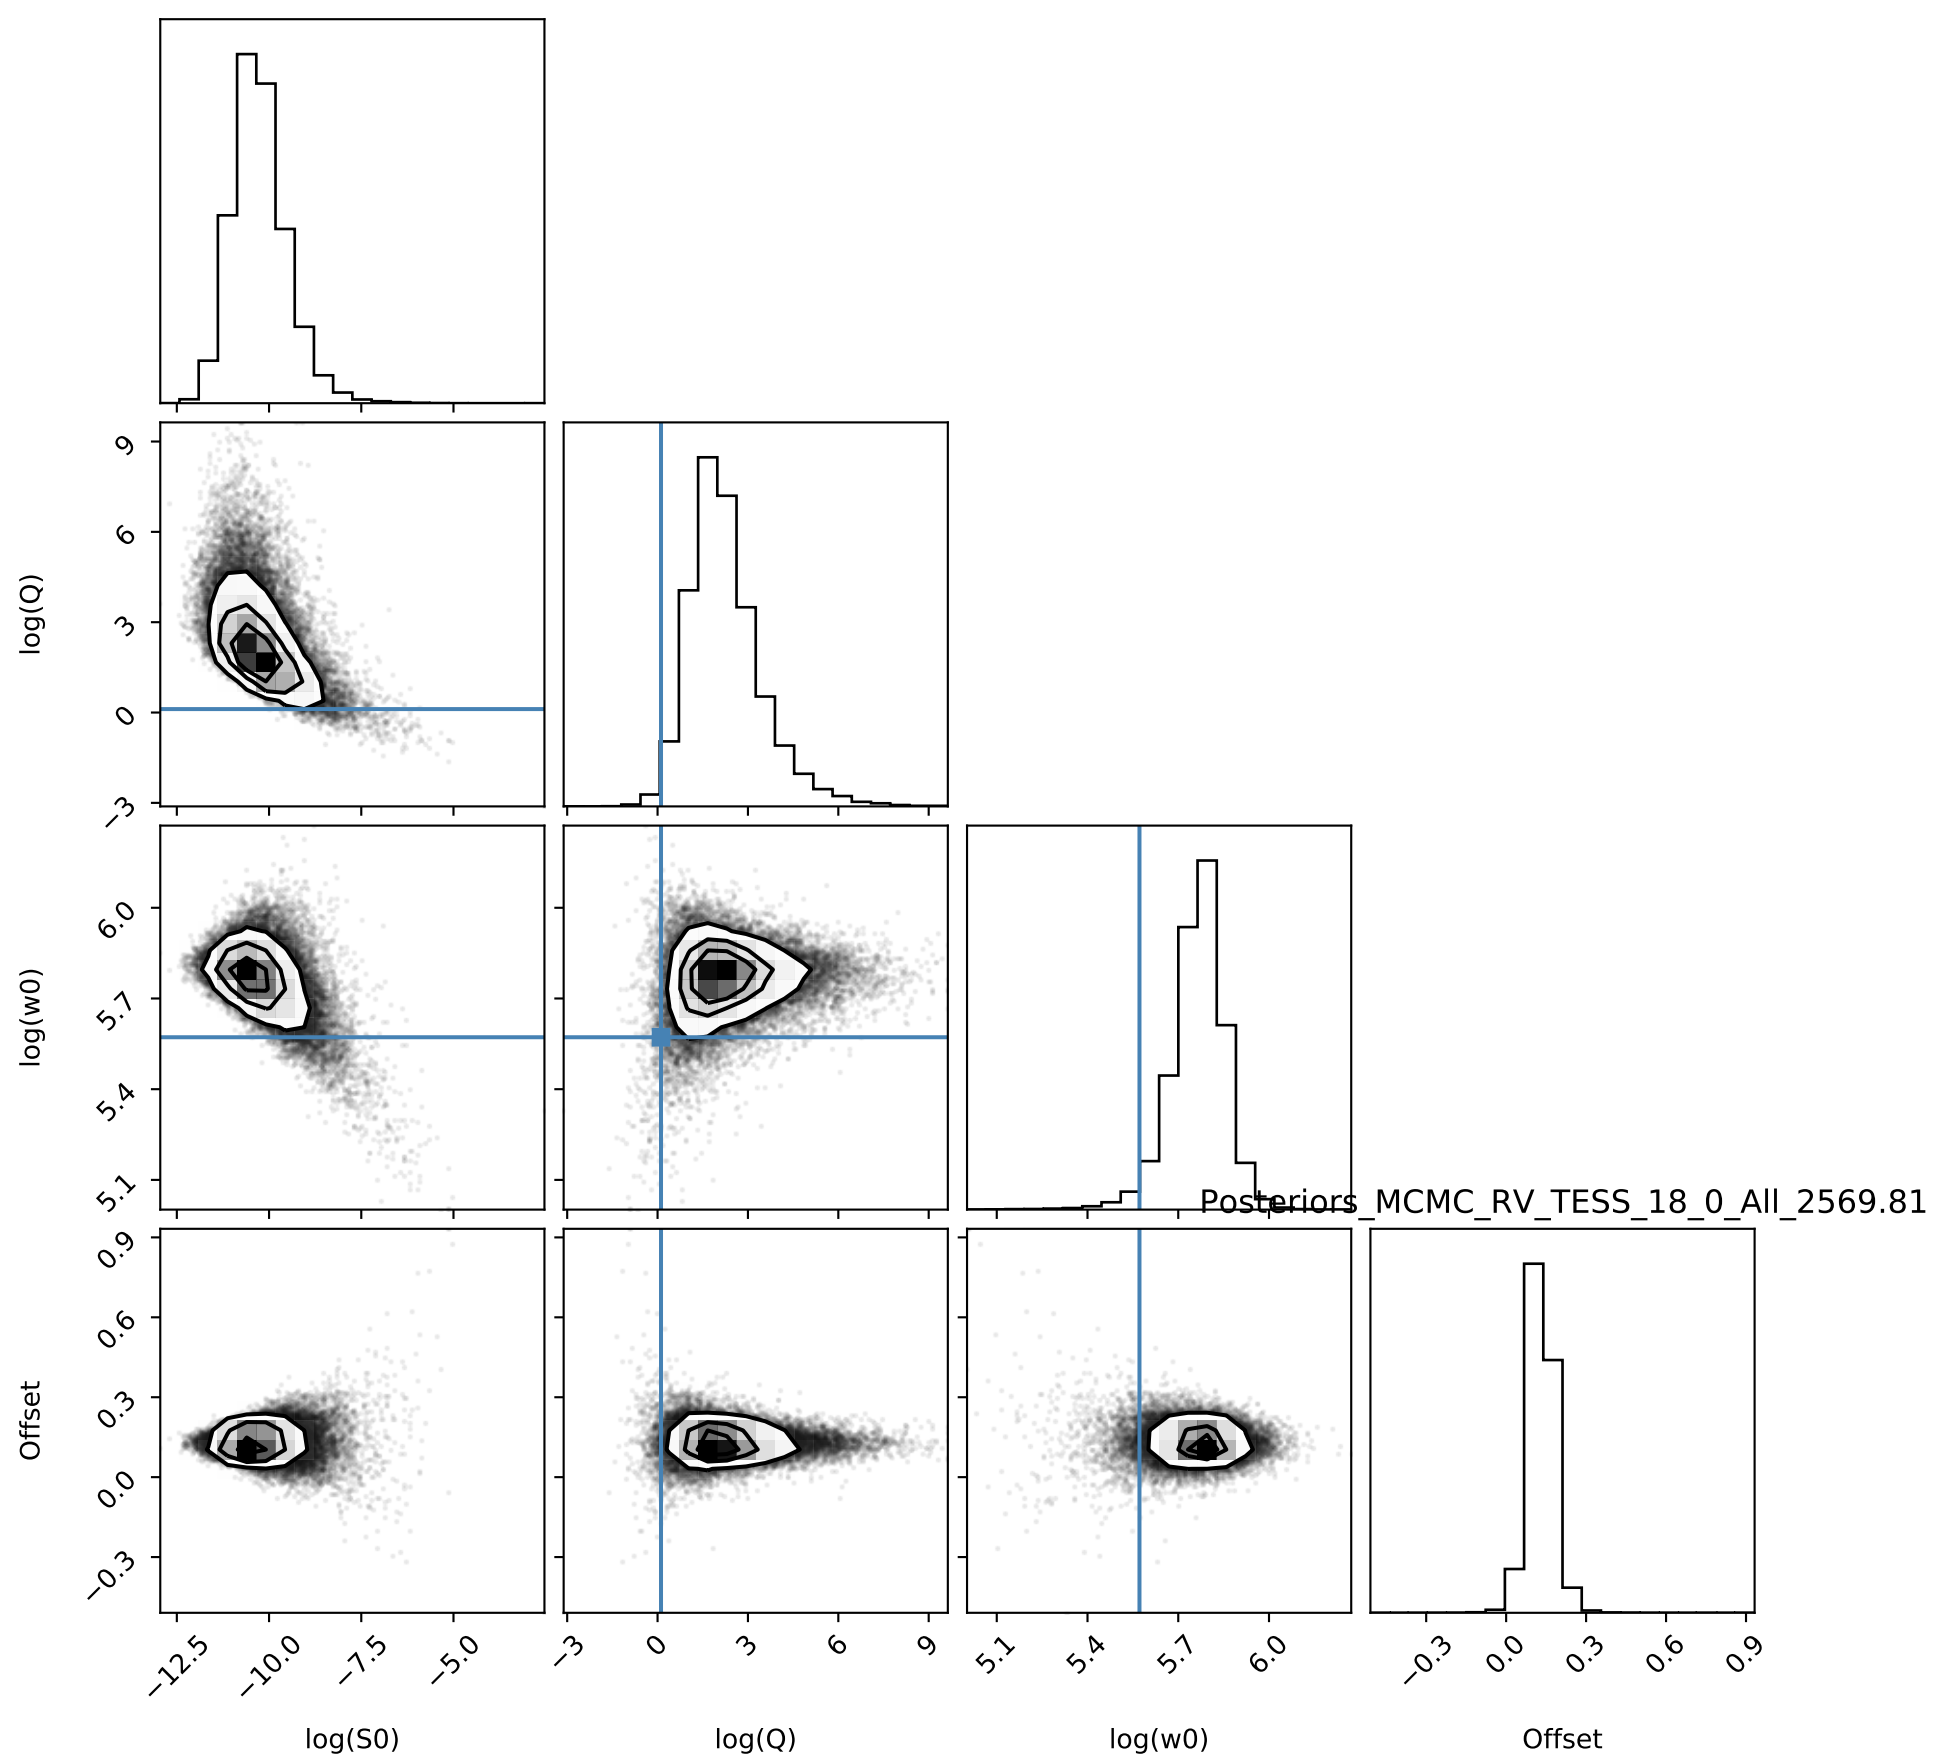 9
6
3
0
−3
log(Q)
6.0
5.7
5.4
5.1
log(w0)
Posteriors_MCMC_RV_TESS_18_0_All_2569.81
0.9
0.6
0.3
0.0
−0.3
Offset
−12.5 −10.0 −7.5 −5.0 −3 0 3 6 9 5.1 5.4 5.7 6.0 −0.3 0.0 0.3 0.6 0.9
log(S0) log(Q) log(w0) Offset